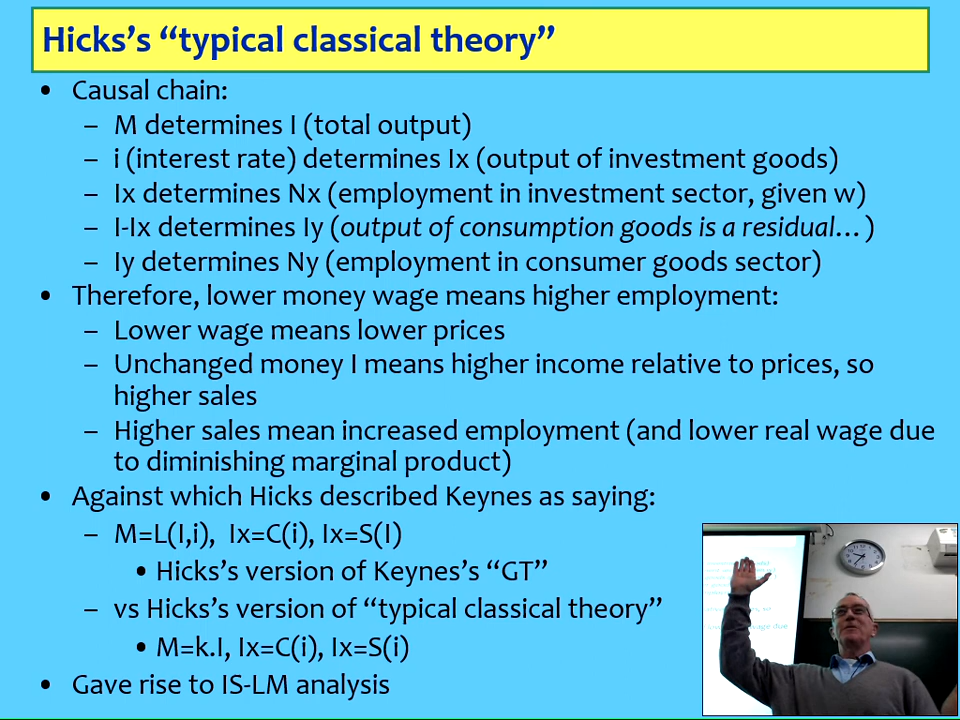 Hicks’s “typical classical theory”
• Causal chain:
– M determines I (total output)
– i (interest rate) determines Ix (output of investment goods)
– Ix determines Nx (employment in investment sector, given w)
– I-Ix determines Iy (output of consumption goods is a residual…)
– Iy determines Ny (employment in consumer goods sector)
• Therefore, lower money wage means higher employment:
– Lower wage means lower prices
– Unchanged money I means higher income relative to prices, so
higher sales
– Higher sales mean increased employment (and lower real wage due
to diminishing marginal product)
• Against which Hicks described Keynes as saying:
– M=L(I,i), Ix=C(i), Ix=S(I)
• Hicks’s version of Keynes’s “GT”
– vs Hicks’s version of “typical classical theory”
• M=k.I, Ix=C(i), Ix=S(i)
• Gave rise to IS-LM analysis